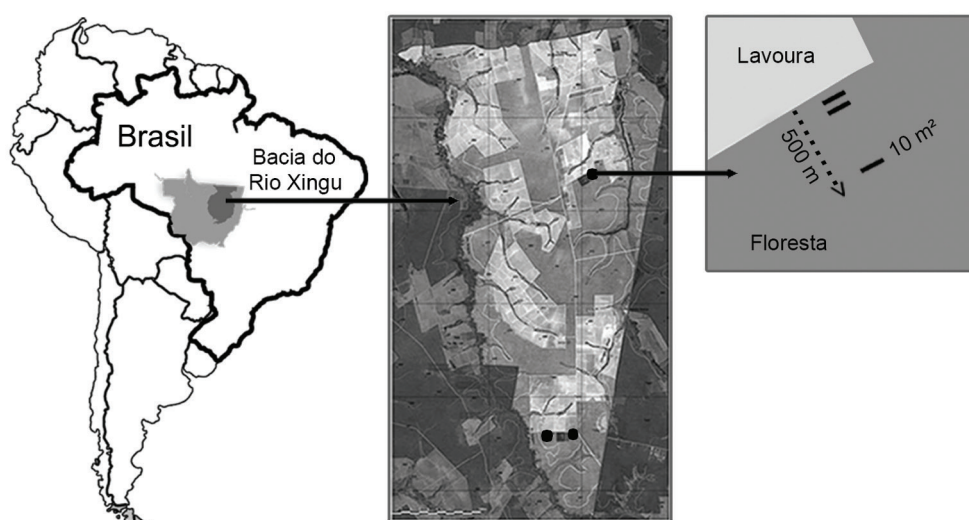 Brasil
Bacia do
Rio Xingu
Lavoura
500 m
10 m²
Floresta